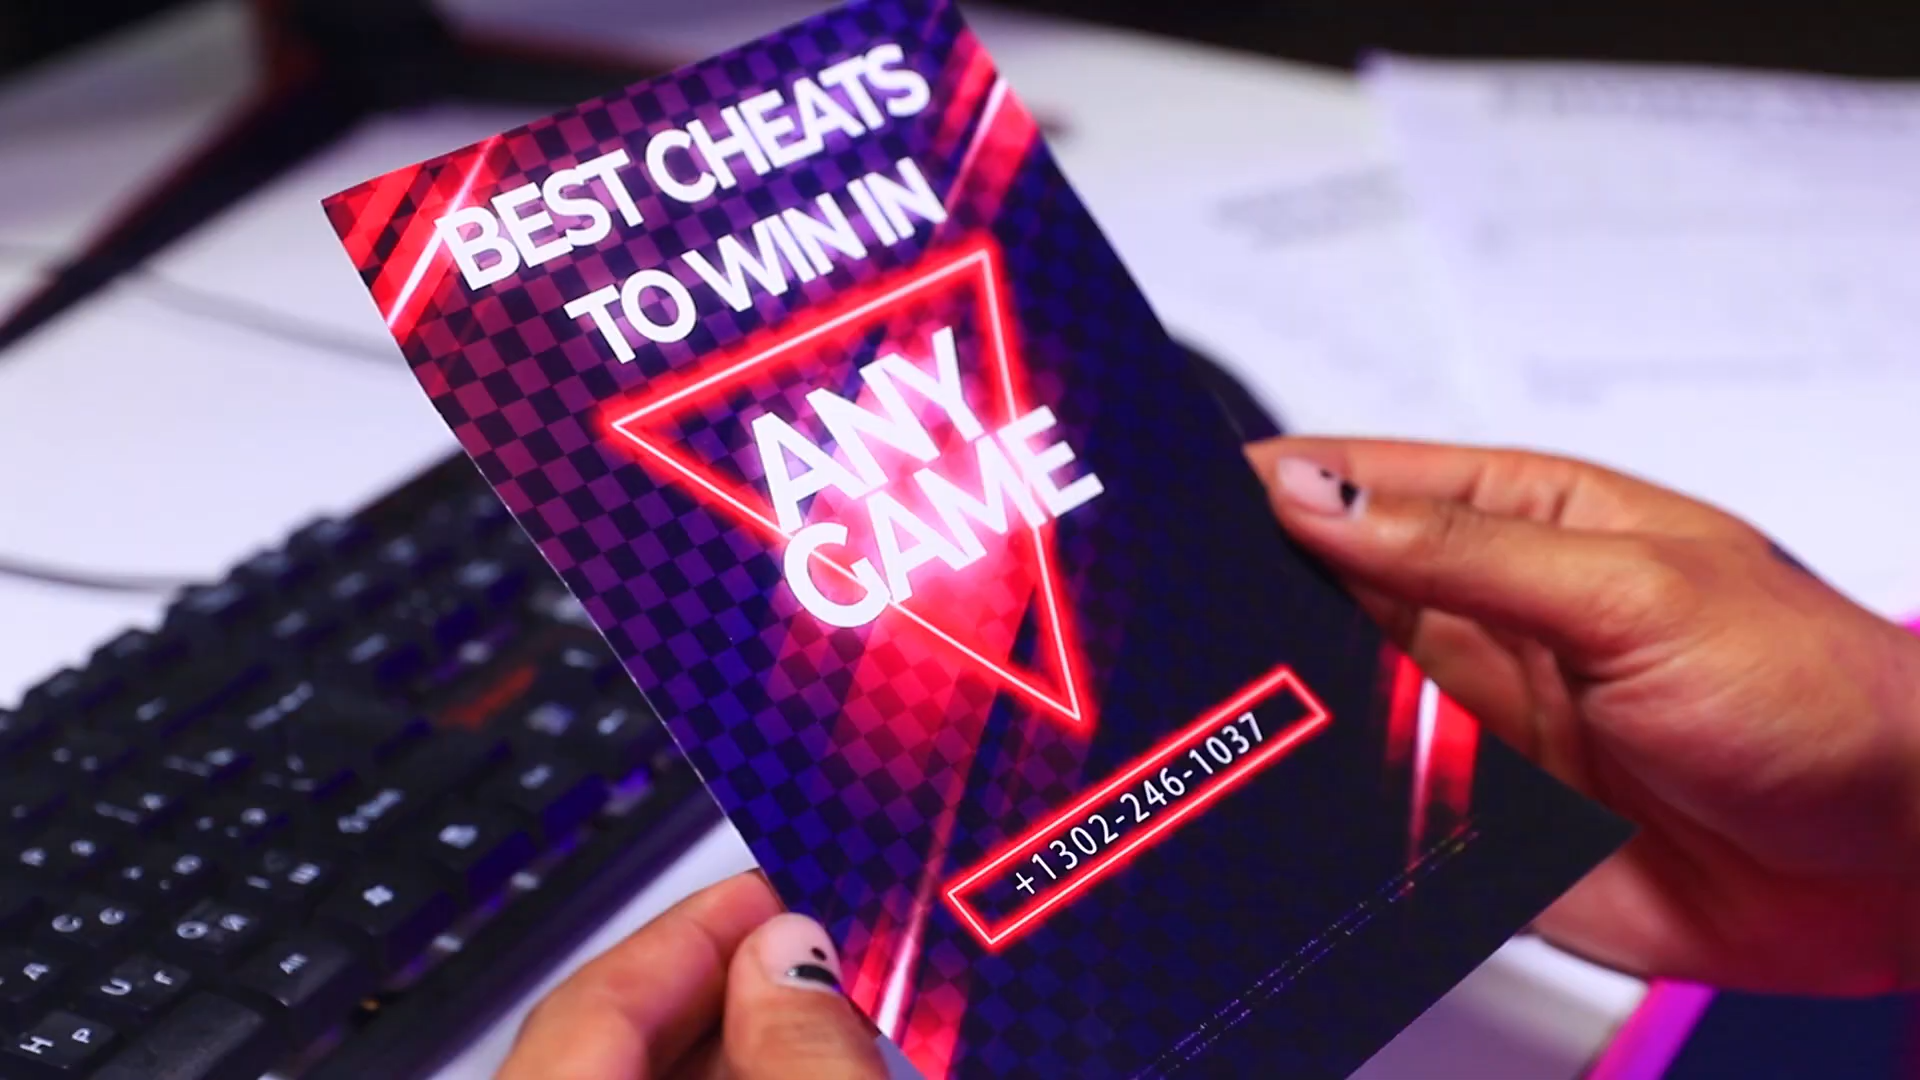 BEST CHEATS
TO WIN IN
ANY
GAME
+1302-246-1037